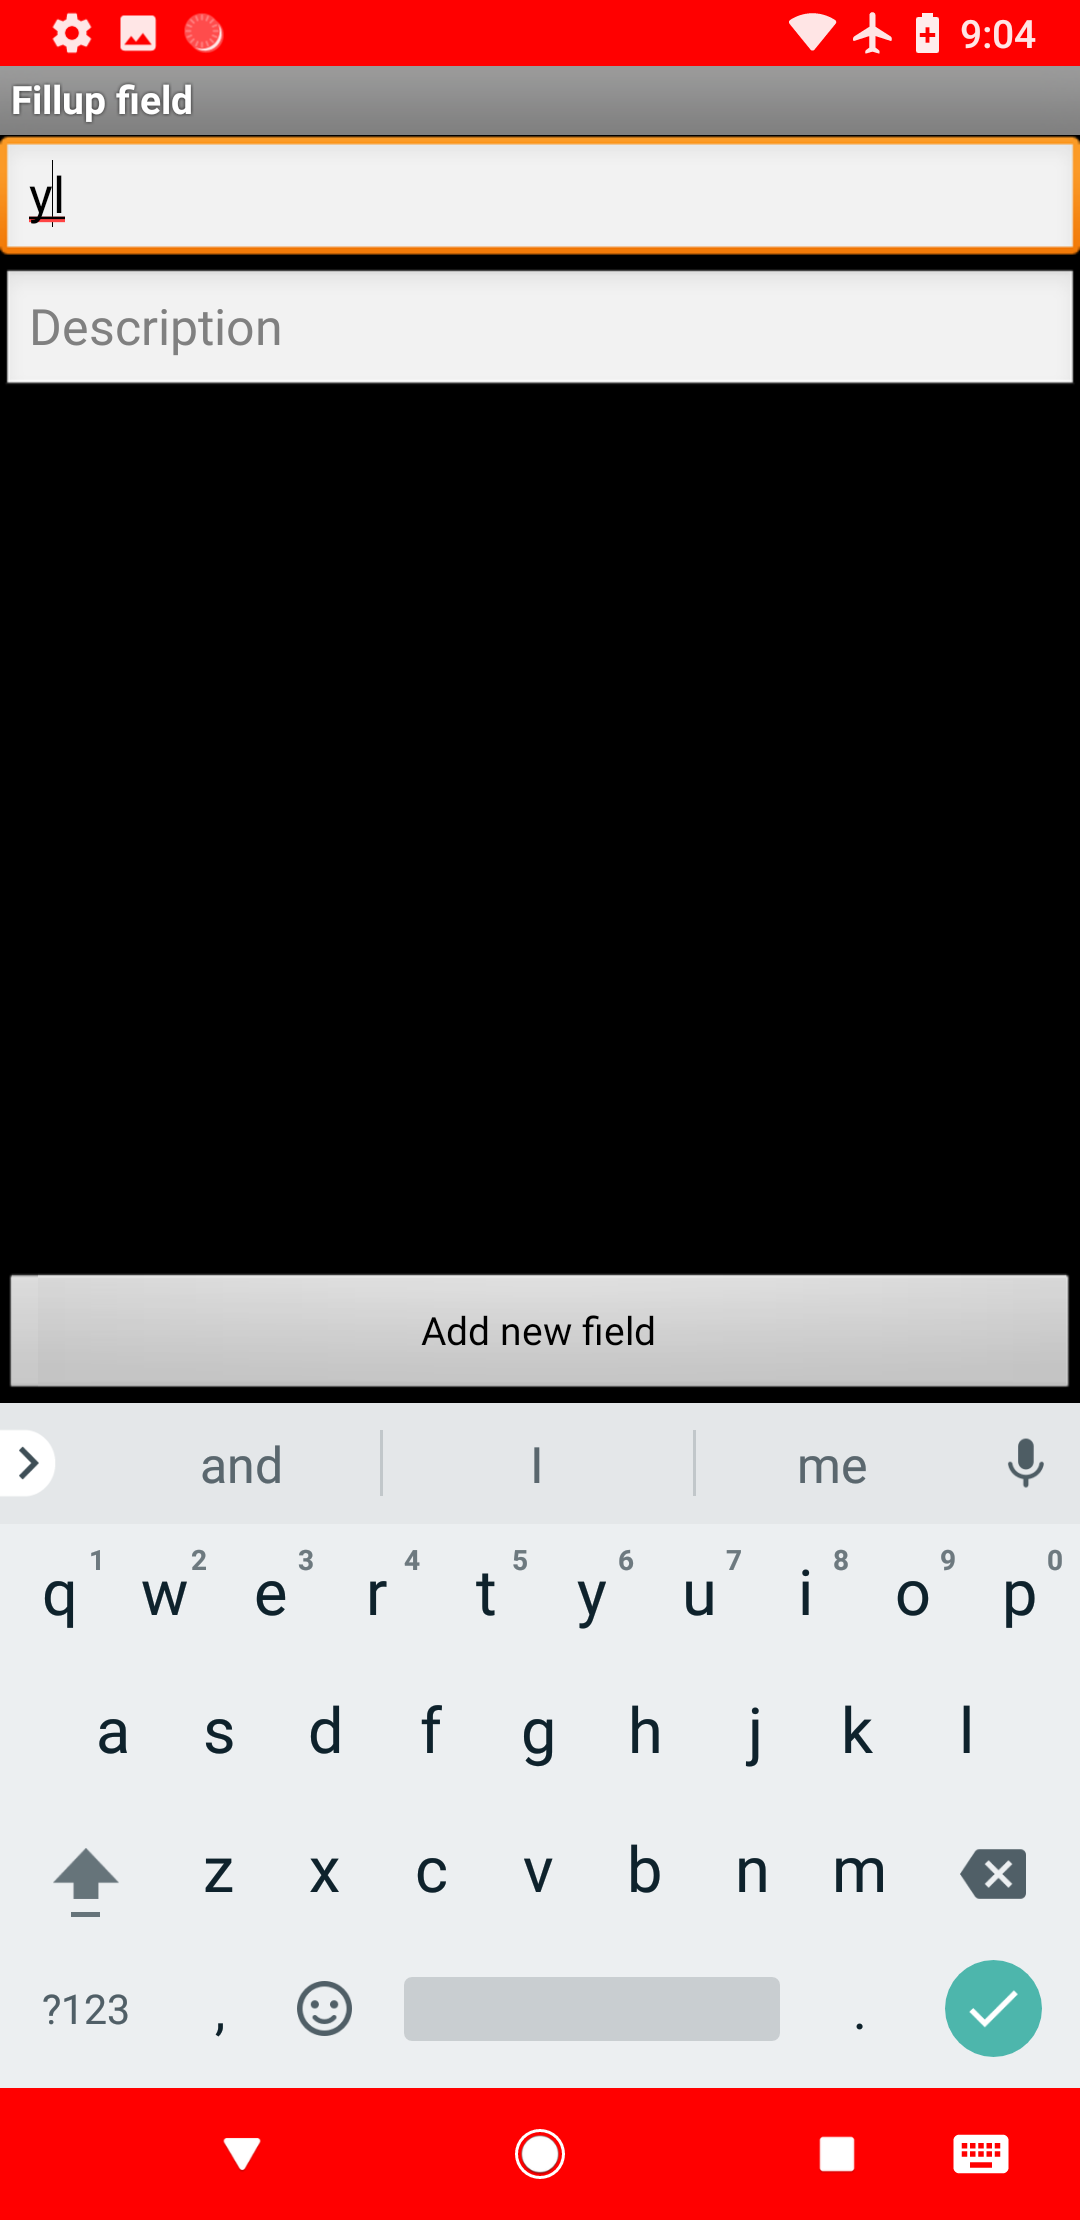 9:04
Fillup field
yl
Description
Add new field
and I me
1 2 3 4 5 6 7 8 9 0
q w e r t y u i o p
a s d f g h j k l
z x c v b n m
?123 , .